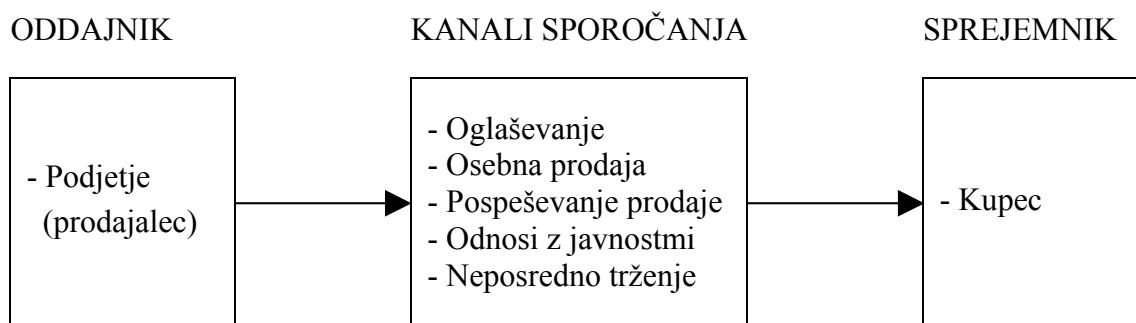 ODDAJNIK
KANALI SPOROČANJA
SPREJEMNIK
- Podjetje
(prodajalec)
- Oglaševanje
- Osebna prodaja
- Pospeševanje prodaje
- Odnosi z javnostmi
- Neposredno trženje
- Kupec